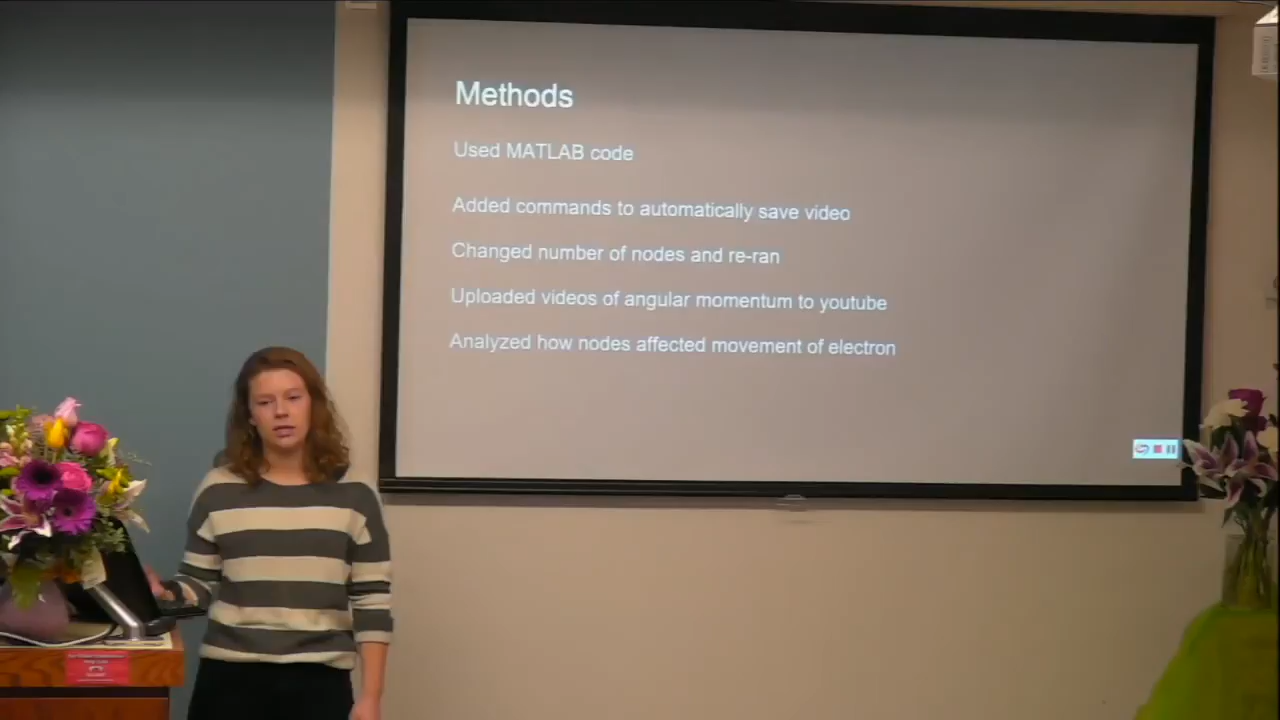 Methods
Used MATLAB code
Added commands to automatically save video
Changed number of nodes and re-ran
Uploaded videos of angular momentum to youtube
Analyzed how nodes affected movement of electron